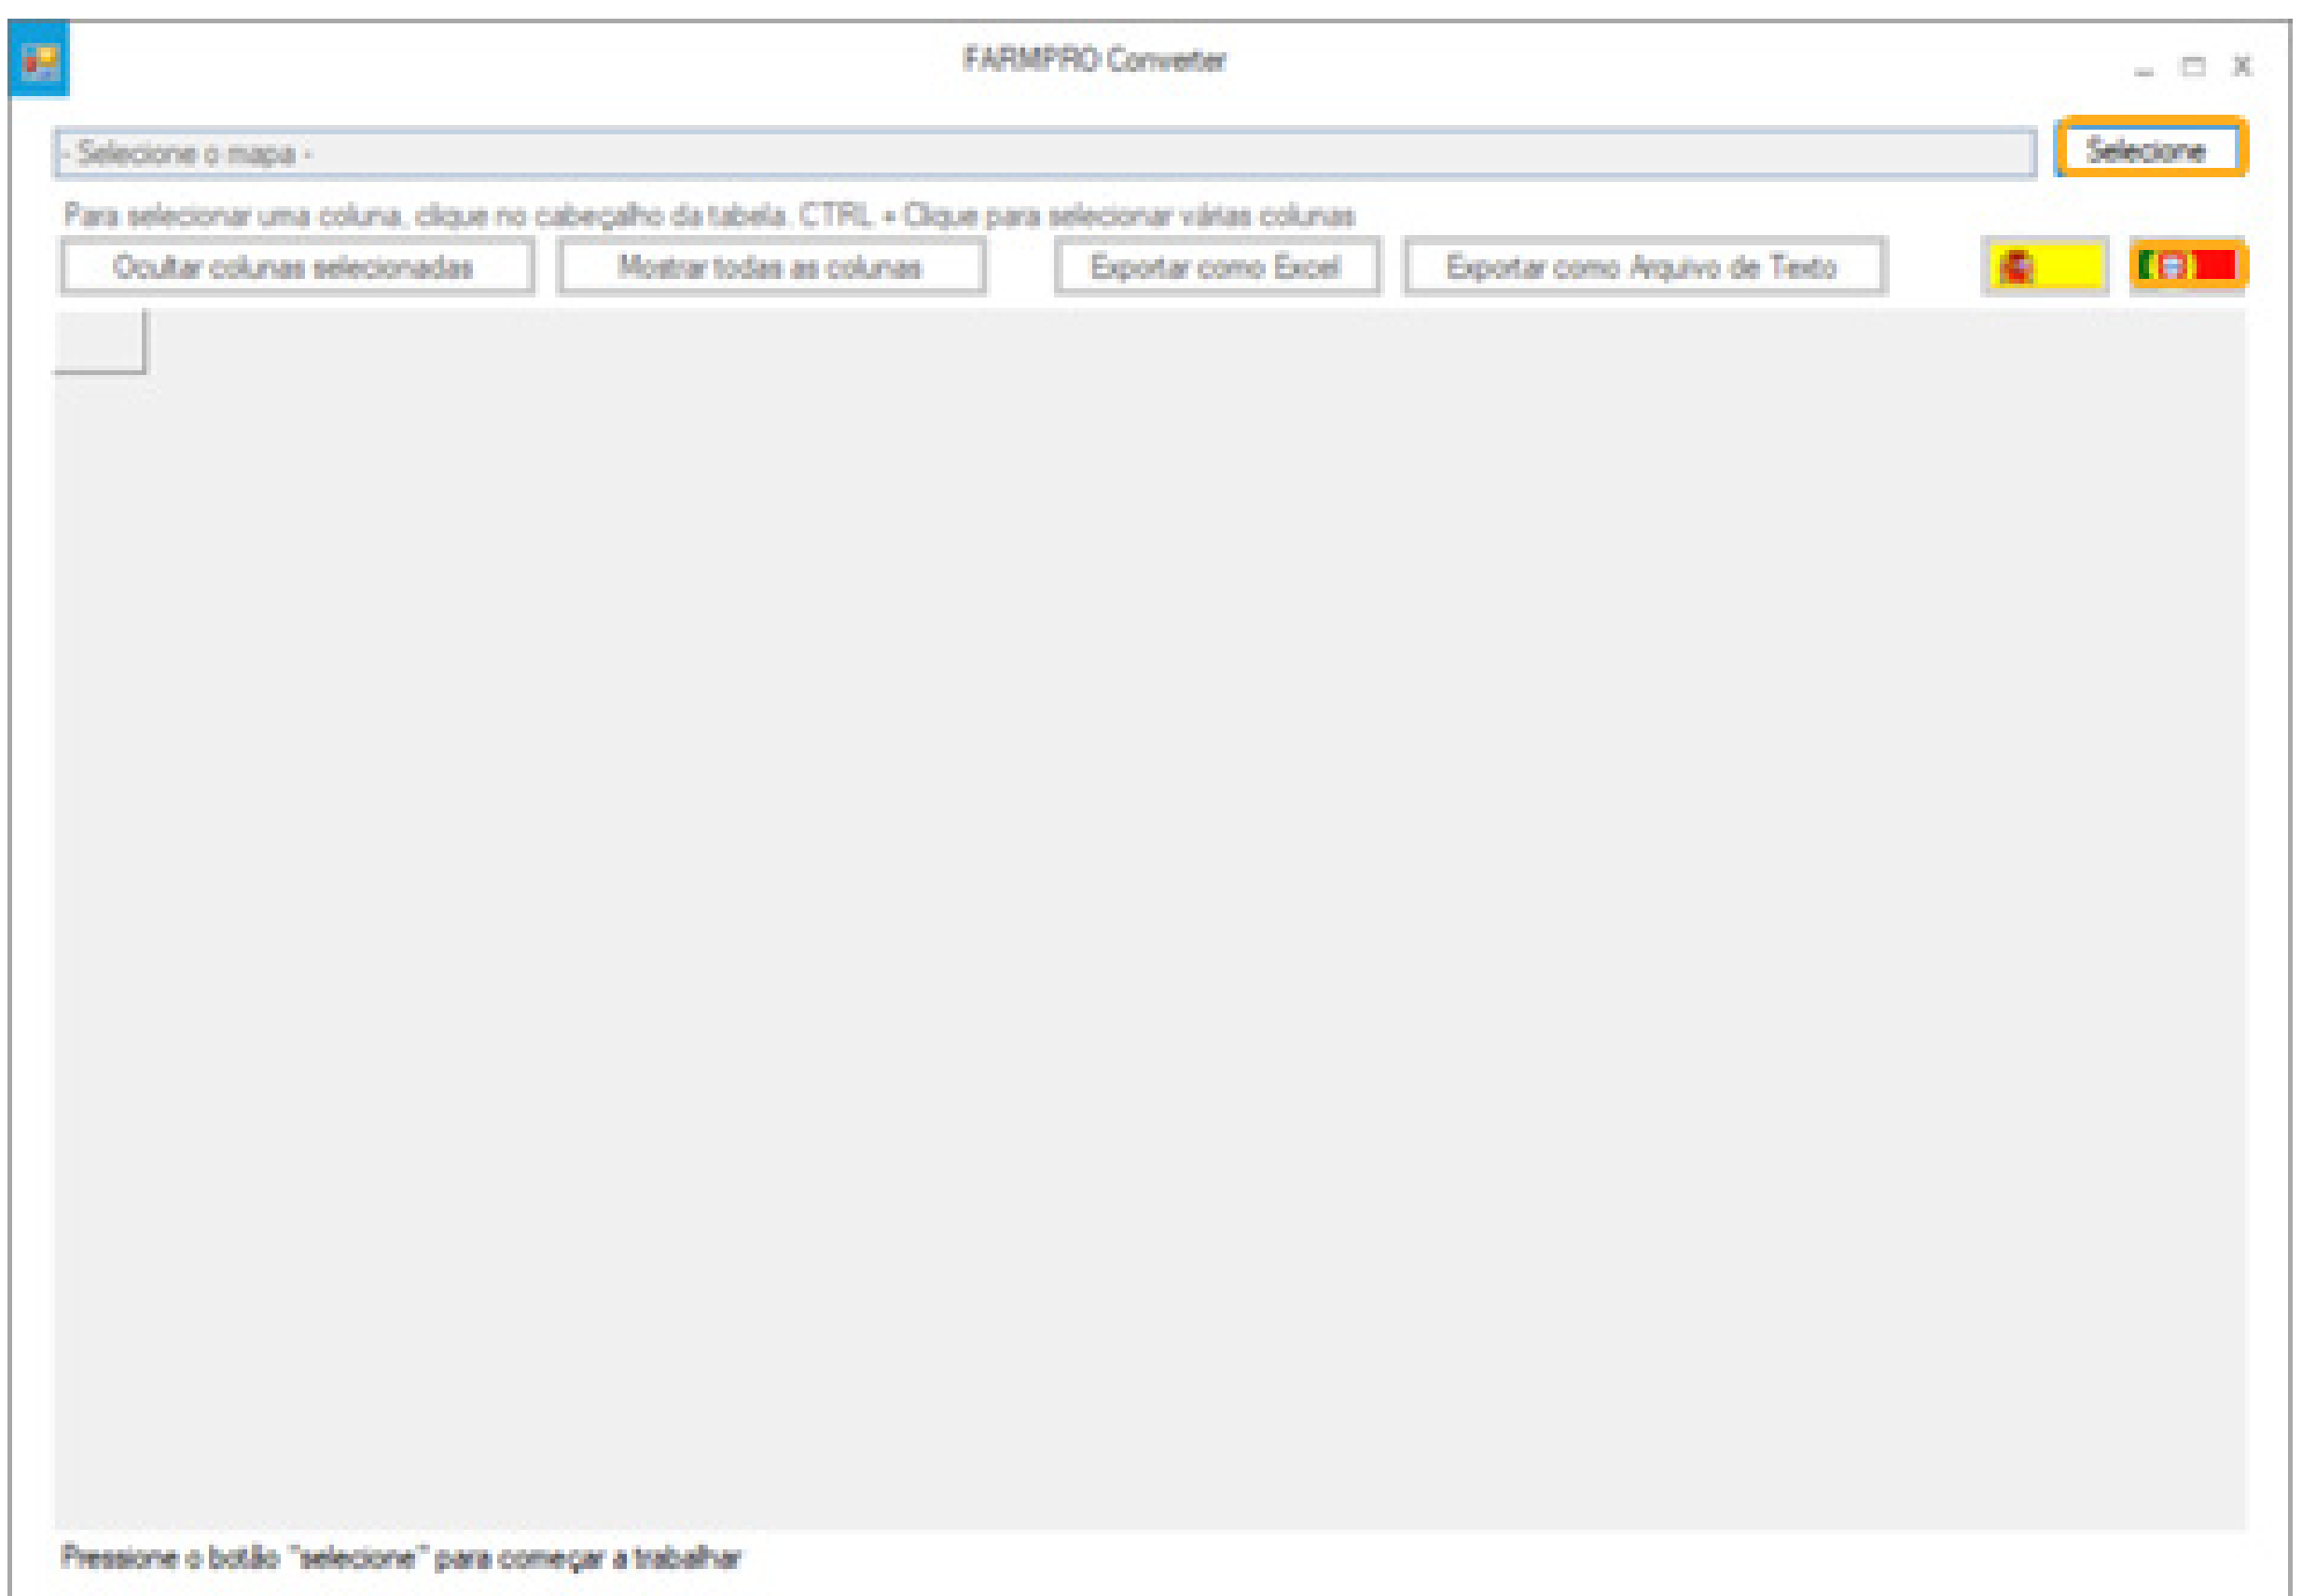 FARMPRO Converter
- Selecione o mapa -
Selecione
Para selecionar uma coluna, clique no cabeçalho da tabela. CTRL + Clique para selecionar várias colunas
Ocultar colunas selecionadas
Mostrar todas as colunas
Exportar como Excel
Exportar como Arquivo de Texto
Pressione o botão "selecione" para começar a trabalhar